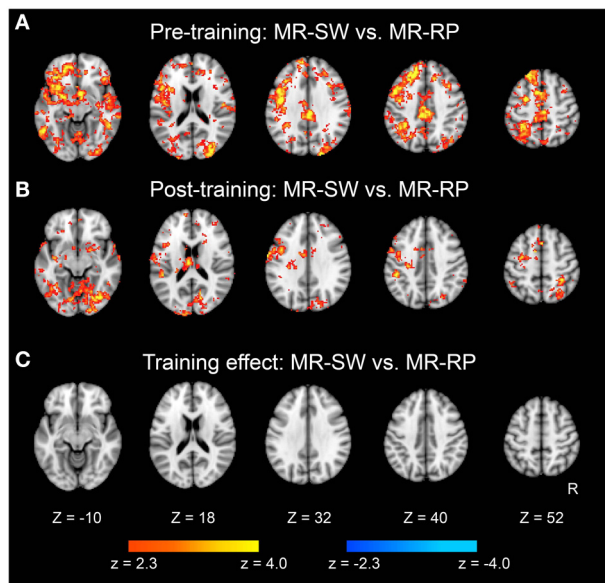 A
Pre-training: MR-SW vs. MR-RP
B
Post-training: MR-SW vs. MR-RP
C
Training effect: MR-SW vs. MR-RP
R
Z = -10 Z = 18 Z = 32 Z = 40 Z = 52
z = 2.3 z = 4.0 z = -2.3 z = -4.0